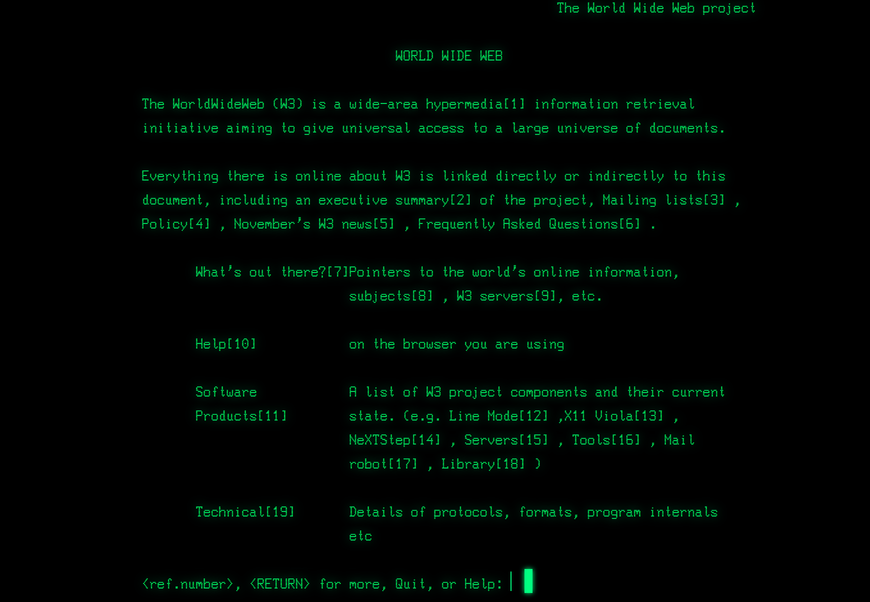 The World Wide Web project
WORLD WIDE WEB
The WorldWideWeb (W3) is a wide-area hypermedia[1] information retrieval
initiative aiming to give universal access to a large universe of documents.
Everything there is online about W3 is linked directly or indirectly to this
document, including an executive summary[2] of the project, Mailing lists[3] ,
Policy[4] , November's W3 news[5] , Frequently Asked Questions[6] .
What's out there?[7]Pointers to the world's online information,
subjects[8] , W3 servers[9], etc.
Help[10] on the browser you are using
Software A list of W3 project components and their current
Products[11] state. (e.g. Line Mode[12] ,X11 Viola[13] ,
NeXTStep[14] , Servers[15] , Tools[16] , Mail
robot[17] , Library[18] )
Technical[19] Details of protocols, formats, program internals
etc
<ref.number>, <RETURN> for more, Quit, or Help: